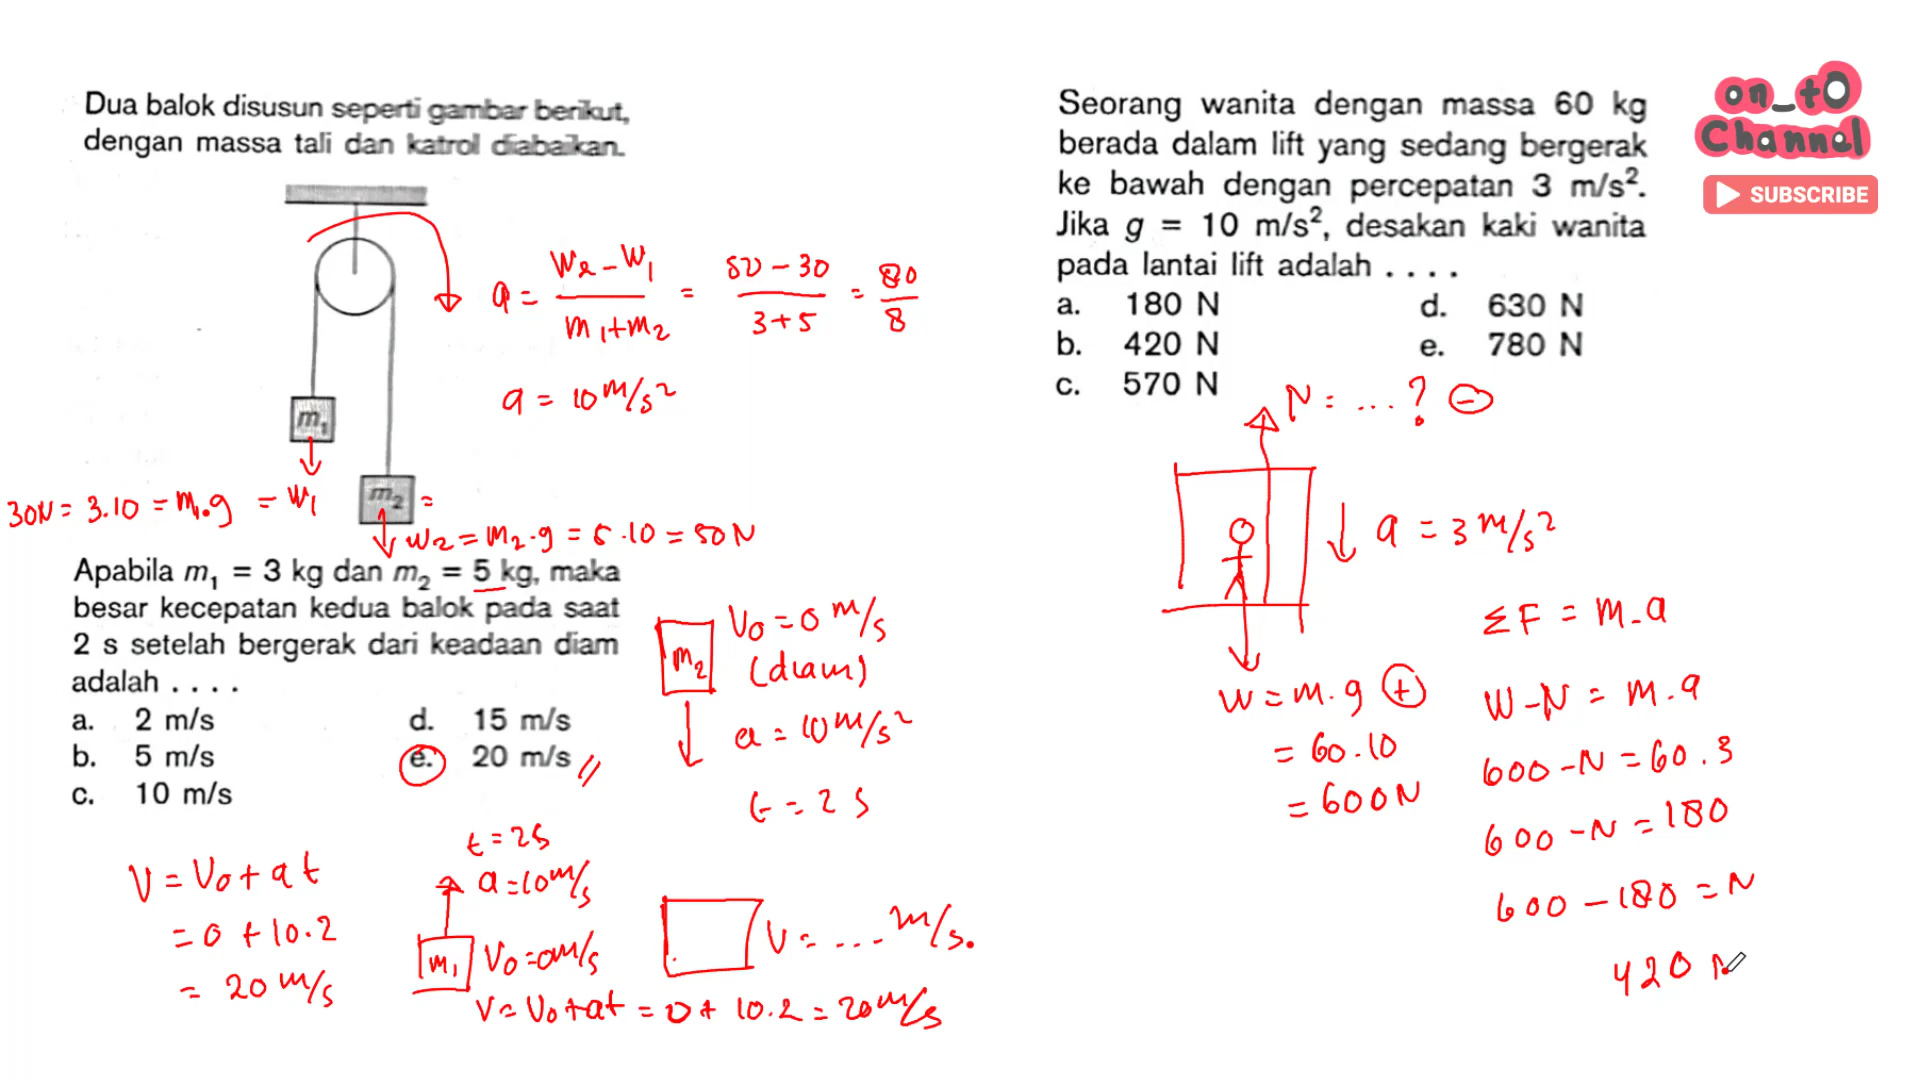 Dua balok disusun seperti gambar berikut,
dengan massa tali dan katrol diabaikan.
a = W2 - W1 / m1 + m2 = 50 - 30 / 3 + 5 = 80 / 8
a = 10 m/s²
m1
m2 =
30N = 3.10 = m1.g = W1
W2 = m2.g = 5.10 = 50 N
Apabila m₁ = 3 kg dan m₂ = 5 kg, maka
besar kecepatan kedua balok pada saat
2 s setelah bergerak dari keadaan diam
adalah . . . .
a. 2 m/s
b. 5 m/s
c. 10 m/s
d. 15 m/s
e. 20 m/s //
V = V0 + a t
= 0 + 10.2
= 20 m/s
m2
V0 = 0 m/s
(diam)
a = 10 m/s²
t = 2 s
t = 2s
a = 10 m/s
m1 V0 = 0 m/s
V = ... m/s.
V = V0 + at = 0 + 10.2 = 20 m/s
Seorang wanita dengan massa 60 kg
berada dalam lift yang sedang bergerak
ke bawah dengan percepatan 3 m/s².
Jika g = 10 m/s², desakan kaki wanita
pada lantai lift adalah . . . .
a. 180 N
b. 420 N
c. 570 N
d. 630 N
e. 780 N
N = ... ? -
a = 3 m/s²
W = m.g +
= 60.10
= 600 N
ΣF = m.a
W - N = m.a
600 - N = 60.3
600 - N = 180
600 - 180 = N
420 N
on_tO
Channel
SUBSCRIBE